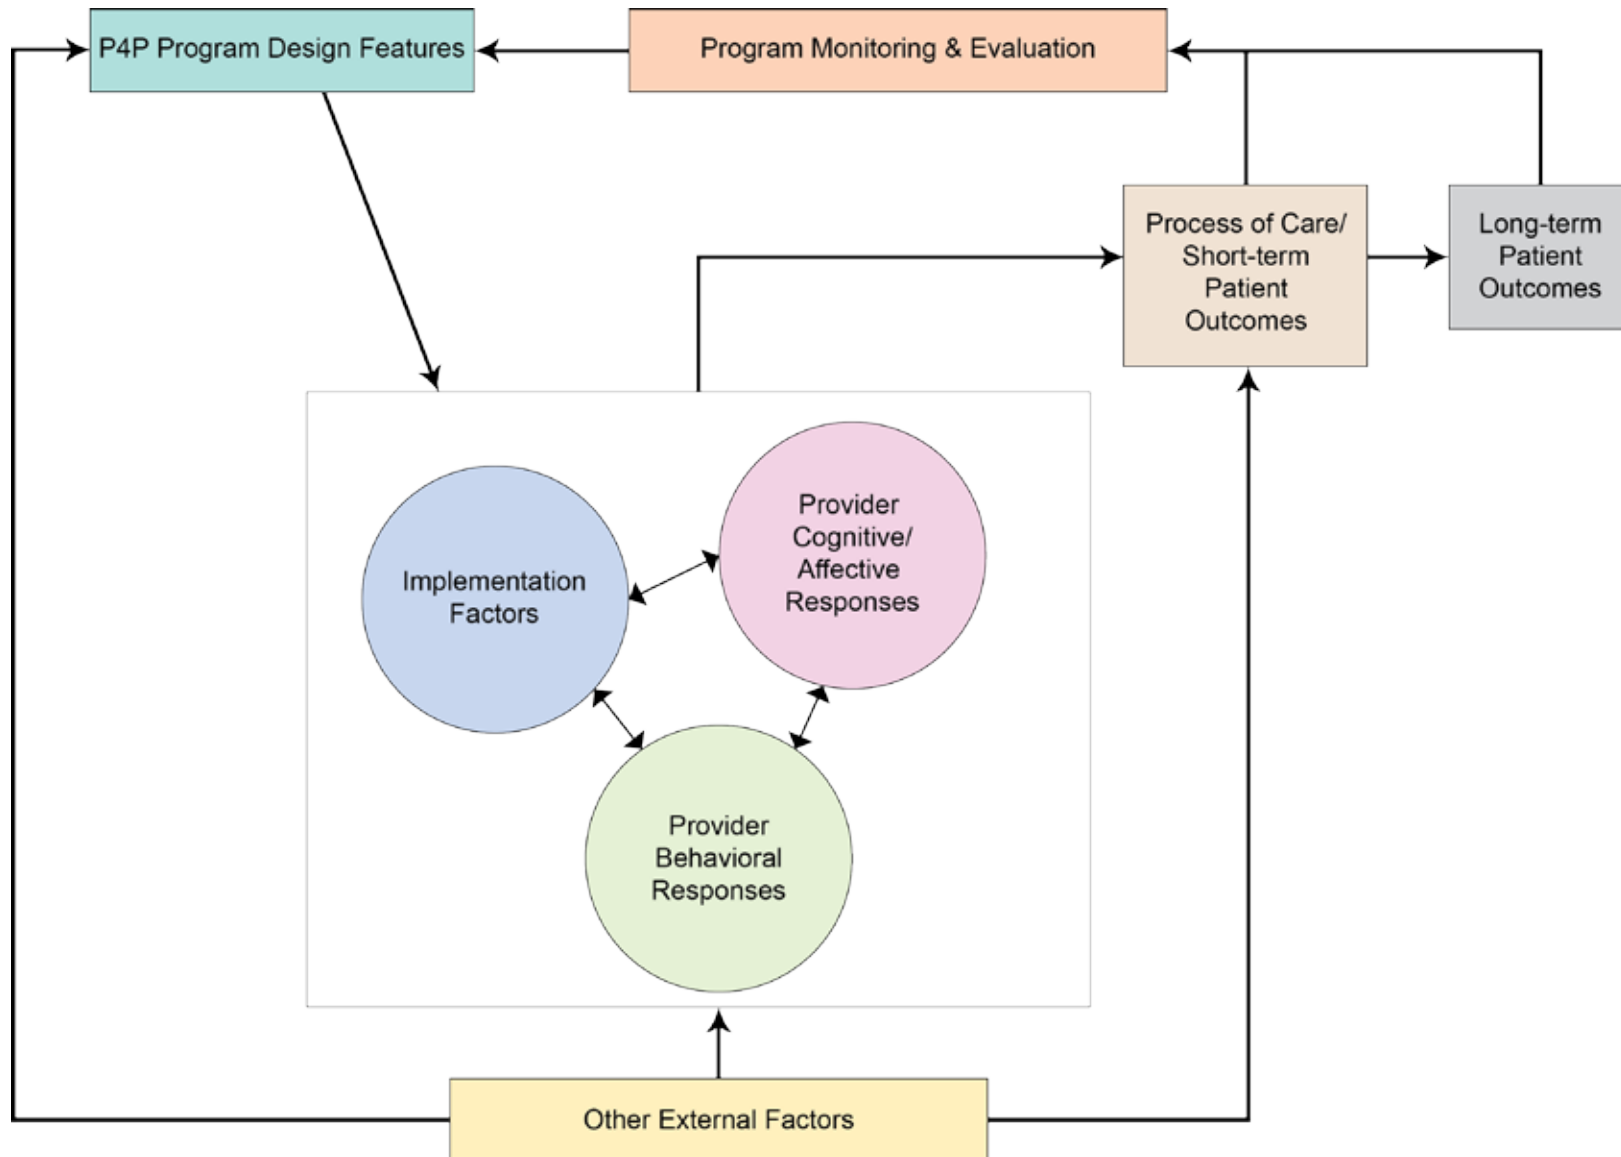 P4P Program Design Features
Program Monitoring & Evaluation
Process of Care/
Short-term
Patient
Outcomes
Long-term
Patient
Outcomes
Provider
Cognitive/
Affective
Responses
Implementation
Factors
Provider
Behavioral
Responses
Other External Factors